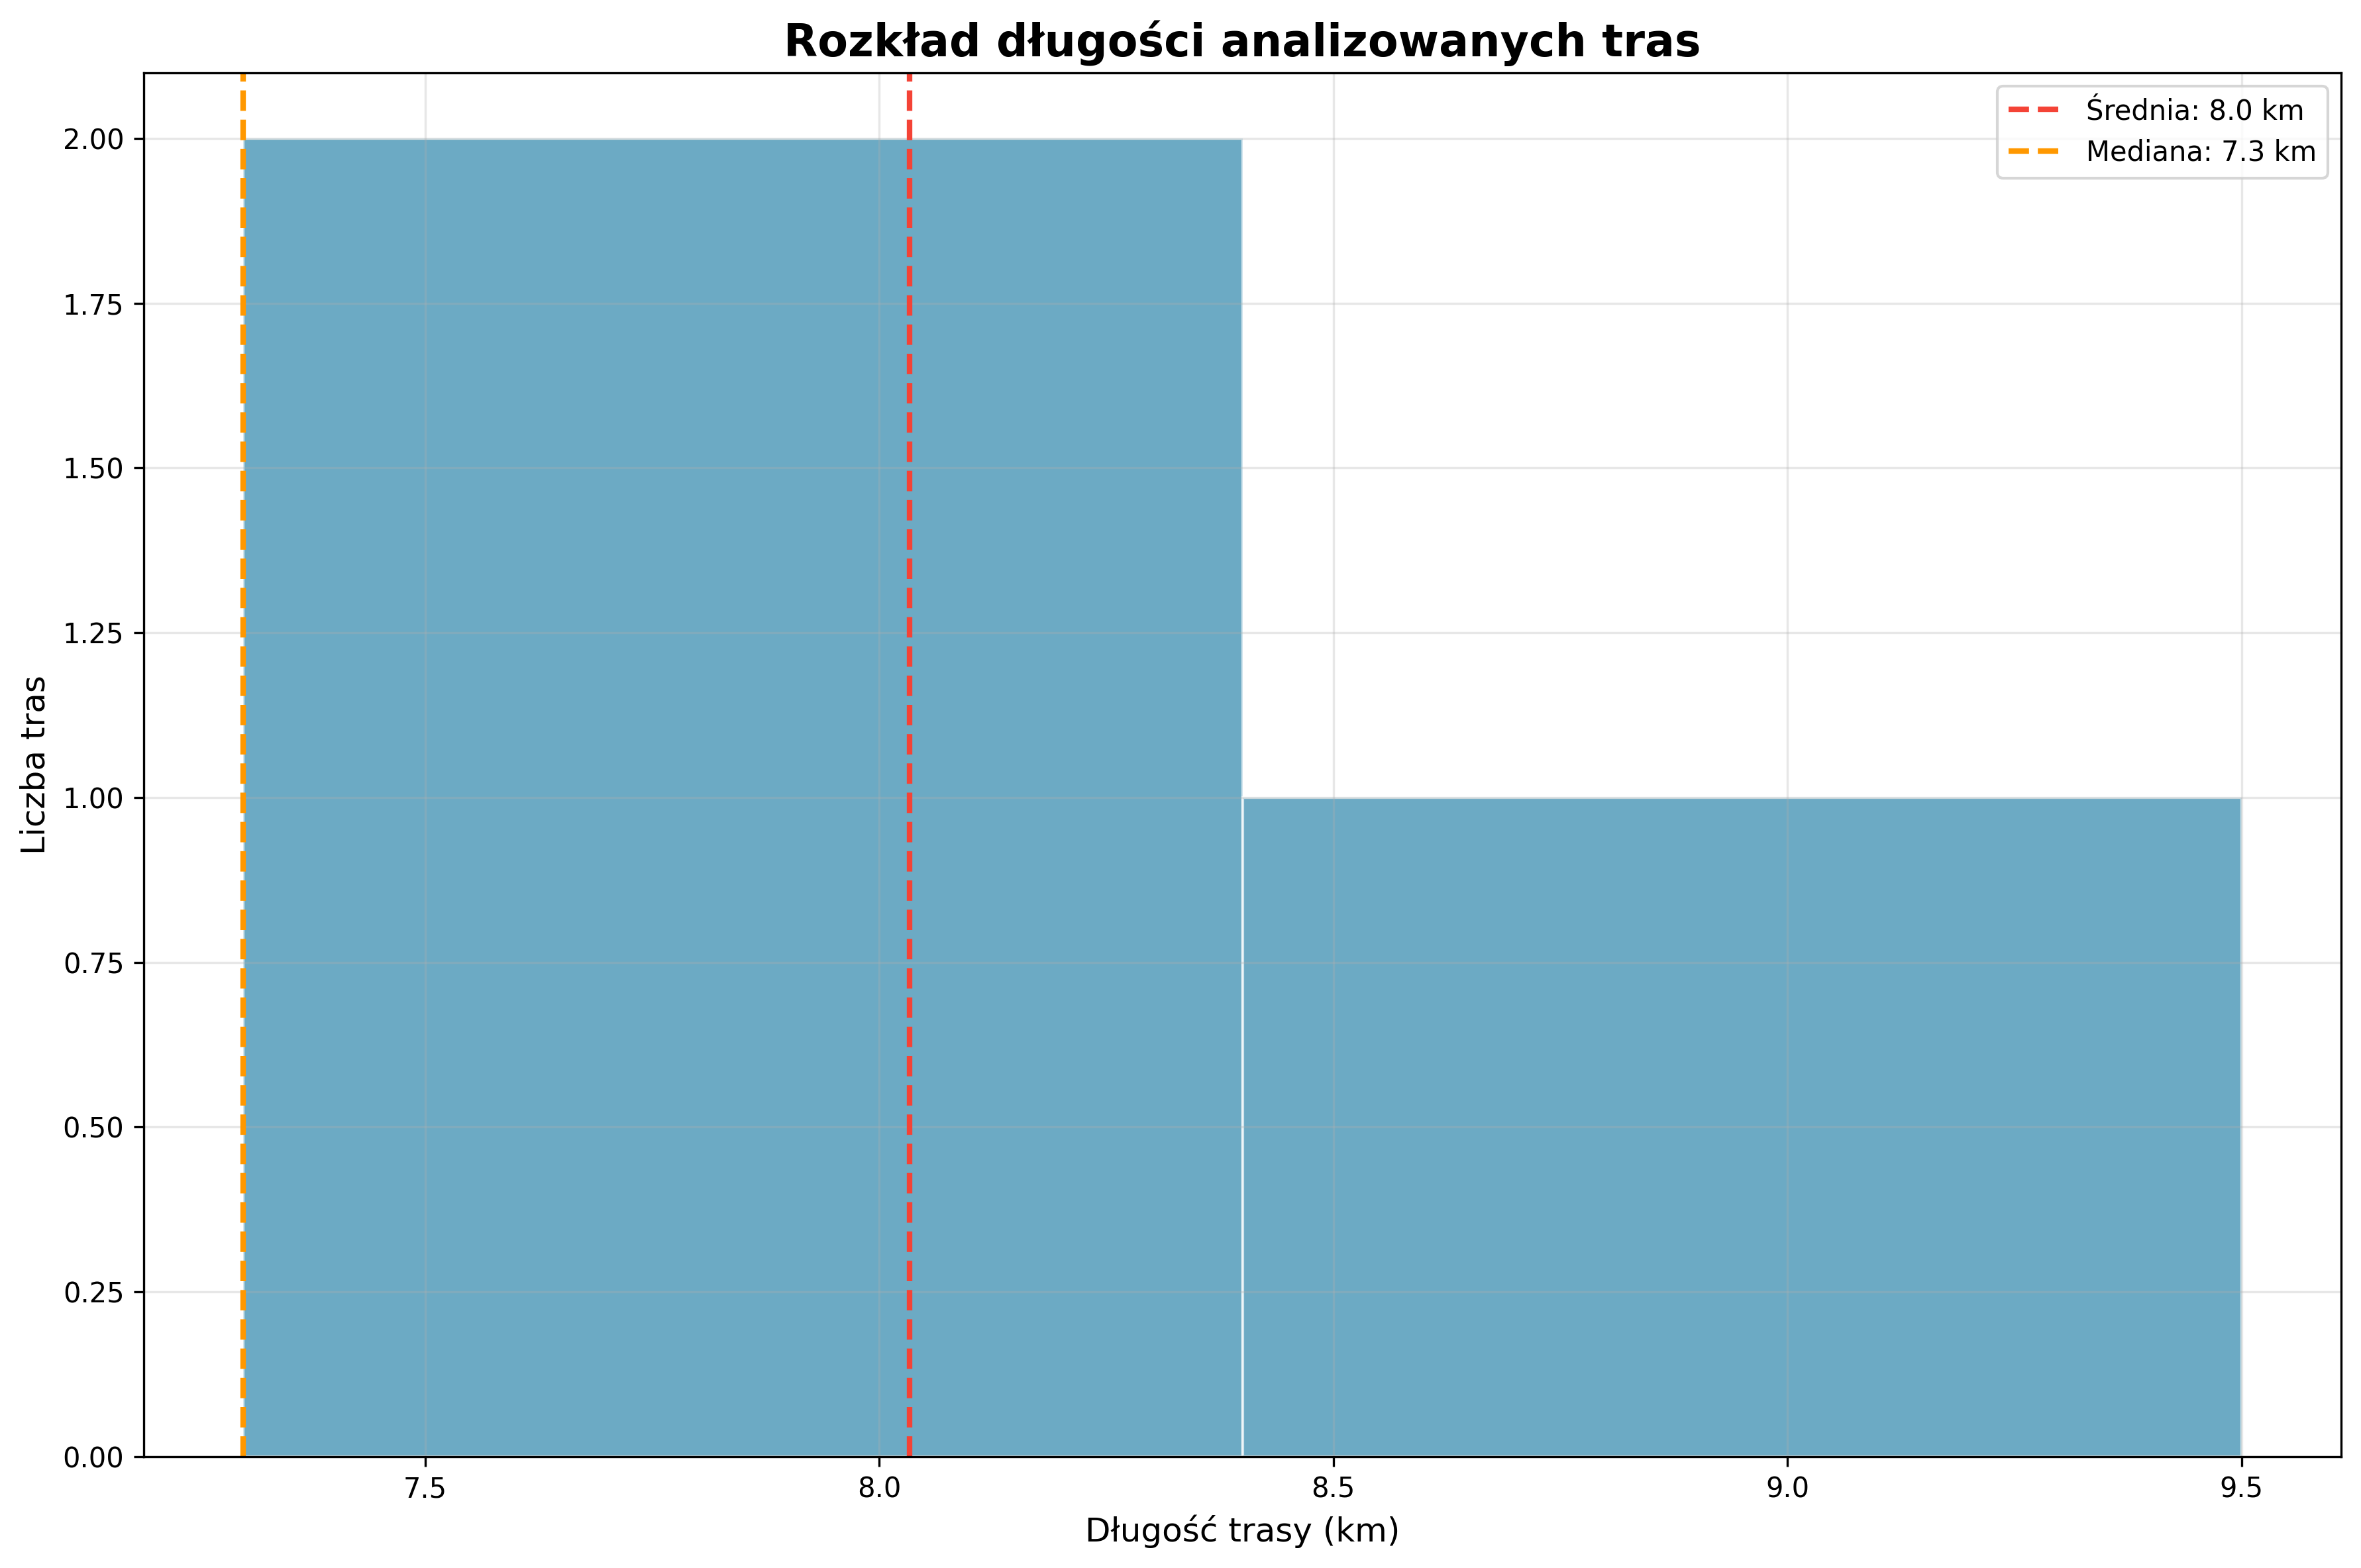 Rozkład długości analizowanych tras
Średnia: 8.0 km
Mediana: 7.3 km
2.00
1.75
1.50
1.25
1.00
0.75
0.50
0.25
0.00
Liczba tras
7.5 8.0 8.5 9.0 9.5
Długość trasy (km)